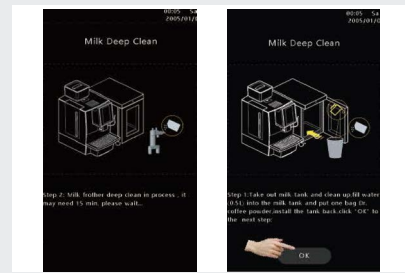 00:05 Sa
2005/01/0
Milk Deep Clean
Step 2: Milk frother deep clean in process , it
may need 15 min, please wait...
00:05 Sa
2005/01/0
Milk Deep Clean
Step 1:Take out milk tank and clean up,fill water
(0.5L) into the milk tank and put one bag Dr.
coffee powder,install the tank back,click "OK" to
the next step:
OK